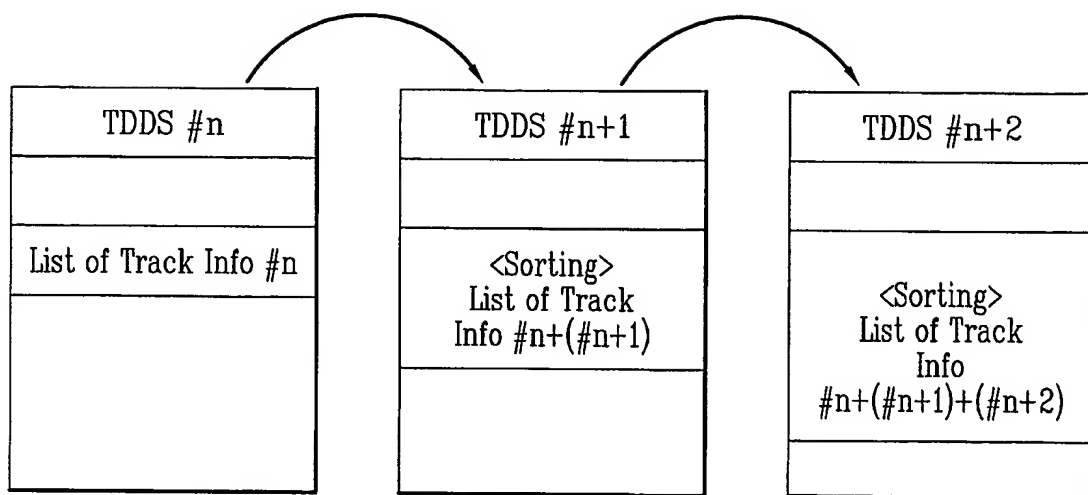 TDDS #n
List of Track Info #n
TDDS #n+1
<Sorting>
List of Track
Info #n+(#n+1)
TDDS #n+2
<Sorting>
List of Track
Info
#n+(#n+1)+(#n+2)